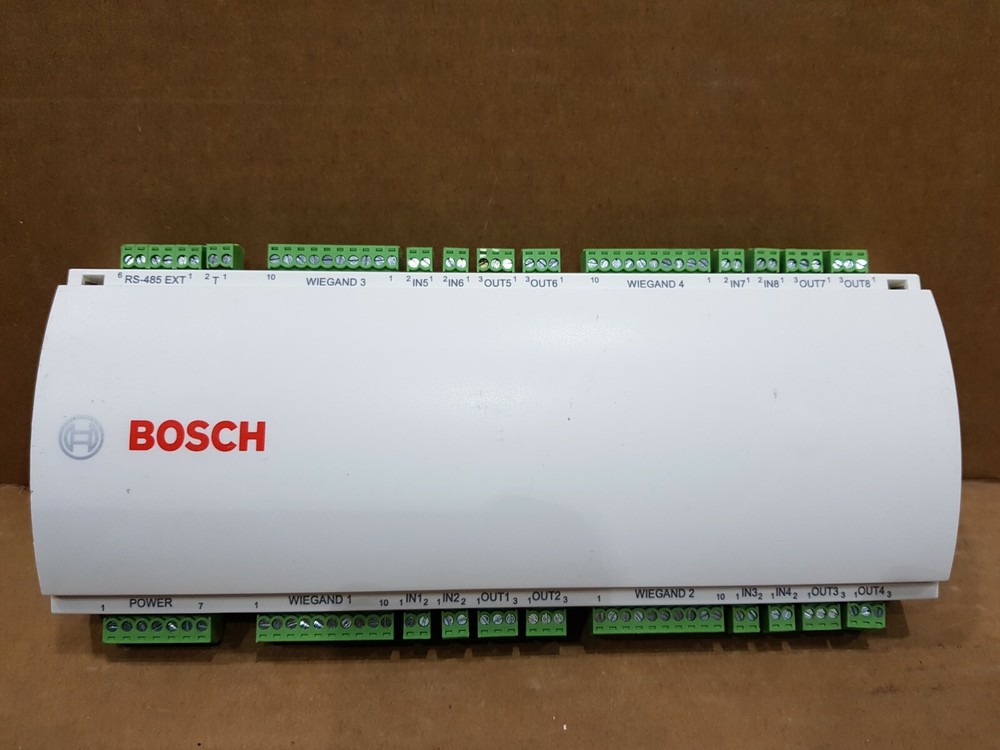 6 RS-485 EXT 1 2 T 1 10 WIEGAND 3 1 2 IN5 1 2 IN6 1 3 OUT5 1 3 OUT6 1 10 WIEGAND 4 1 2 IN7 1 2 IN8 1 3 OUT7 1 3 OUT8 1
BOSCH
1 POWER 7 1 WIEGAND 1 10 1 IN1 2 1 IN2 2 1 OUT1 3 1 OUT2 3 1 WIEGAND 2 10 1 IN3 2 1 IN4 2 1 OUT3 3 1 OUT4 3